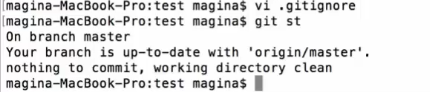 [magina-MacBook-Pro:test magina$ vi .gitignore
[magina-MacBook-Pro:test magina$ git st
On branch master
Your branch is up-to-date with 'origin/master'.
nothing to commit, working directory clean
magina-MacBook-Pro:test magina$